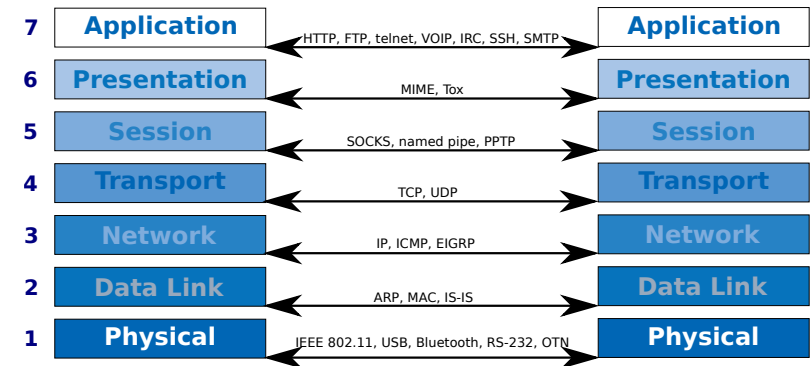 7 Application HTTP, FTP, telnet, VOIP, IRC, SSH, SMTP Application
6 Presentation MIME, Tox Presentation
5 Session SOCKS, named pipe, PPTP Session
4 Transport TCP, UDP Transport
3 Network IP, ICMP, EIGRP Network
2 Data Link ARP, MAC, IS-IS Data Link
1 Physical IEEE 802.11, USB, Bluetooth, RS-232, OTN Physical